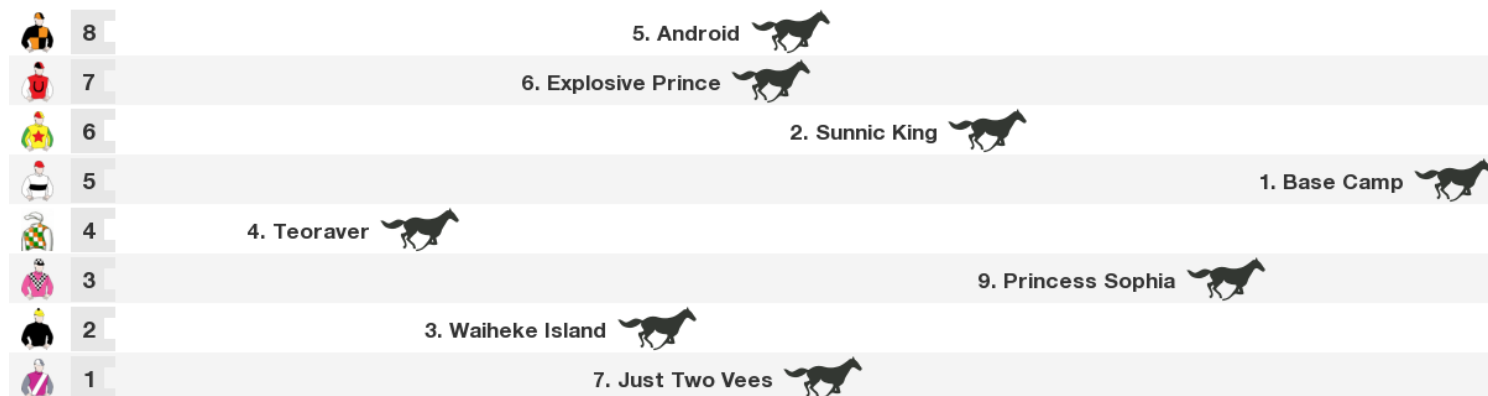 8 5. Android
7 6. Explosive Prince
6 2. Sunnic King
5 1. Base Camp
4 4. Teoraver
3 9. Princess Sophia
2 3. Waiheke Island
1 7. Just Two Vees